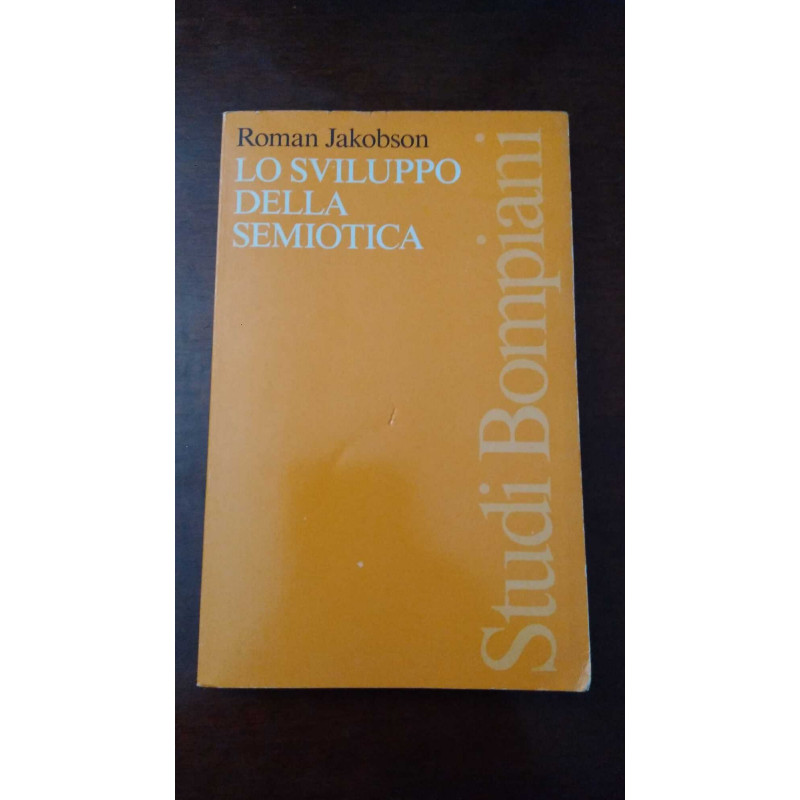 Roman Jakobson
LO SVILUPPO
DELLA
SEMIOTICA
Studi Bompiani